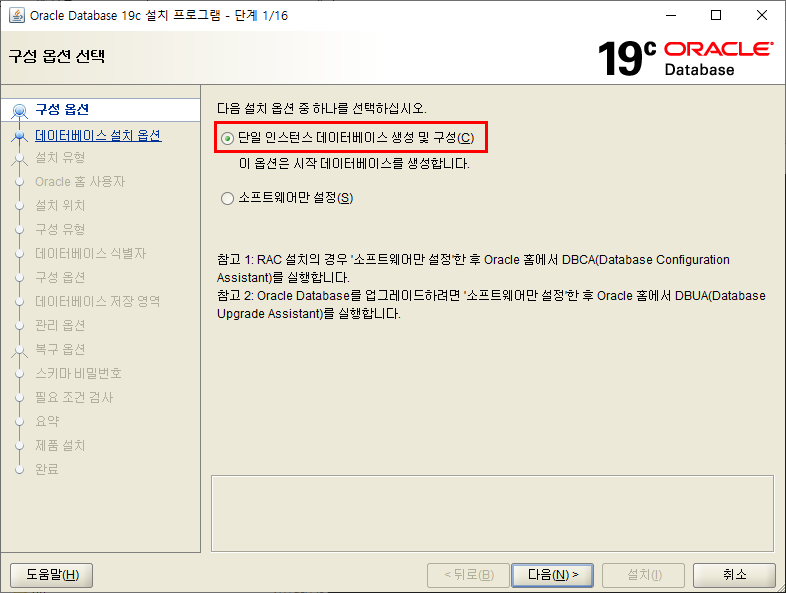 Oracle Database 19c 설치 프로그램 - 단계 1/16
구성 옵션 선택
19c ORACLE
Database
구성 옵션
데이터베이스 설치 옵션
설치 유형
Oracle 홈 사용자
설치 위치
구성 유형
데이터베이스 식별자
구성 옵션
데이터베이스 저장 영역
관리 옵션
복구 옵션
스키마 비밀번호
필요 조건 검사
요약
제품 설치
완료
다음 설치 옵션 중 하나를 선택하십시오.
단일 인스턴스 데이터베이스 생성 및 구성(C)
이 옵션은 시작 데이터베이스를 생성합니다.
소프트웨어만 설정(S)
참고 1: RAC 설치의 경우 '소프트웨어만 설정'한 후 Oracle 홈에서 DBCA(Database Configuration
Assistant)를 실행합니다.
참고 2: Oracle Database를 업그레이드하려면 '소프트웨어만 설정'한 후 Oracle 홈에서 DBUA(Database
Upgrade Assistant)를 실행합니다.
도움말(H)
< 뒤로(B)
다음(N) >
설치(I)
취소